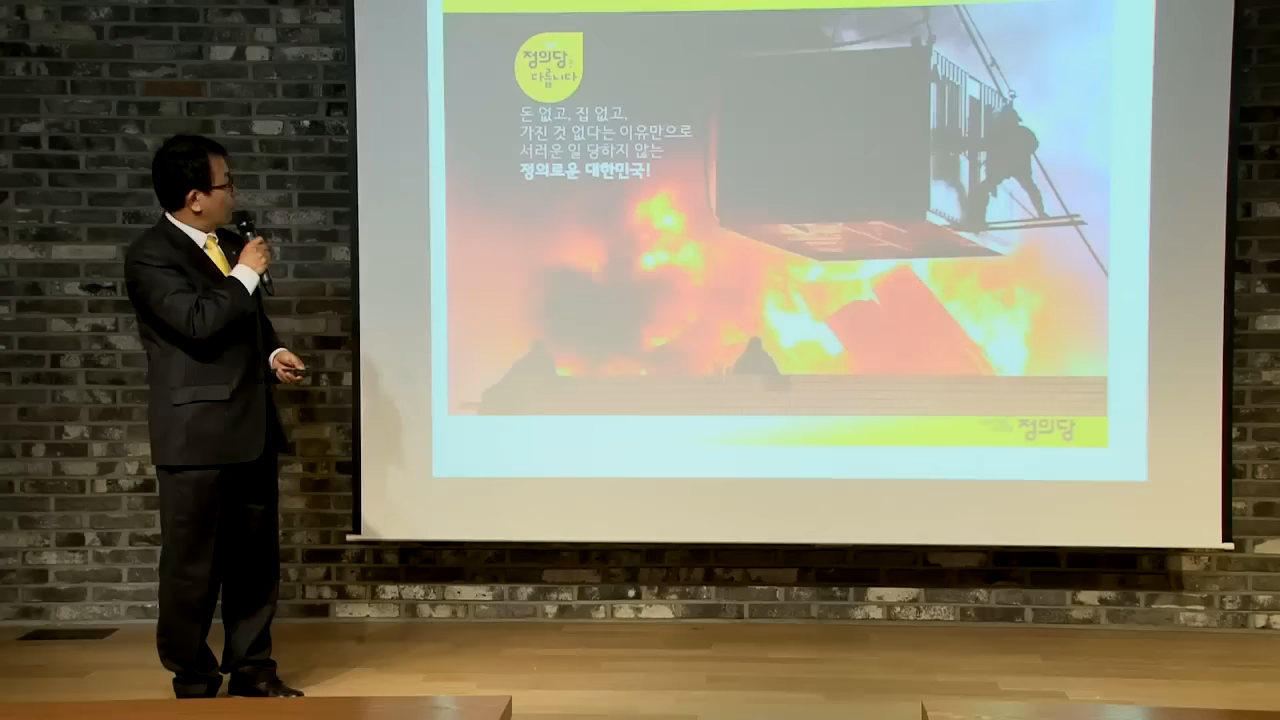 정의당은
다릅니다
돈 없고, 집 없고,
가진 것 없다는 이유만으로
서러운 일 당하지 않는
정의로운 대한민국!
정의당